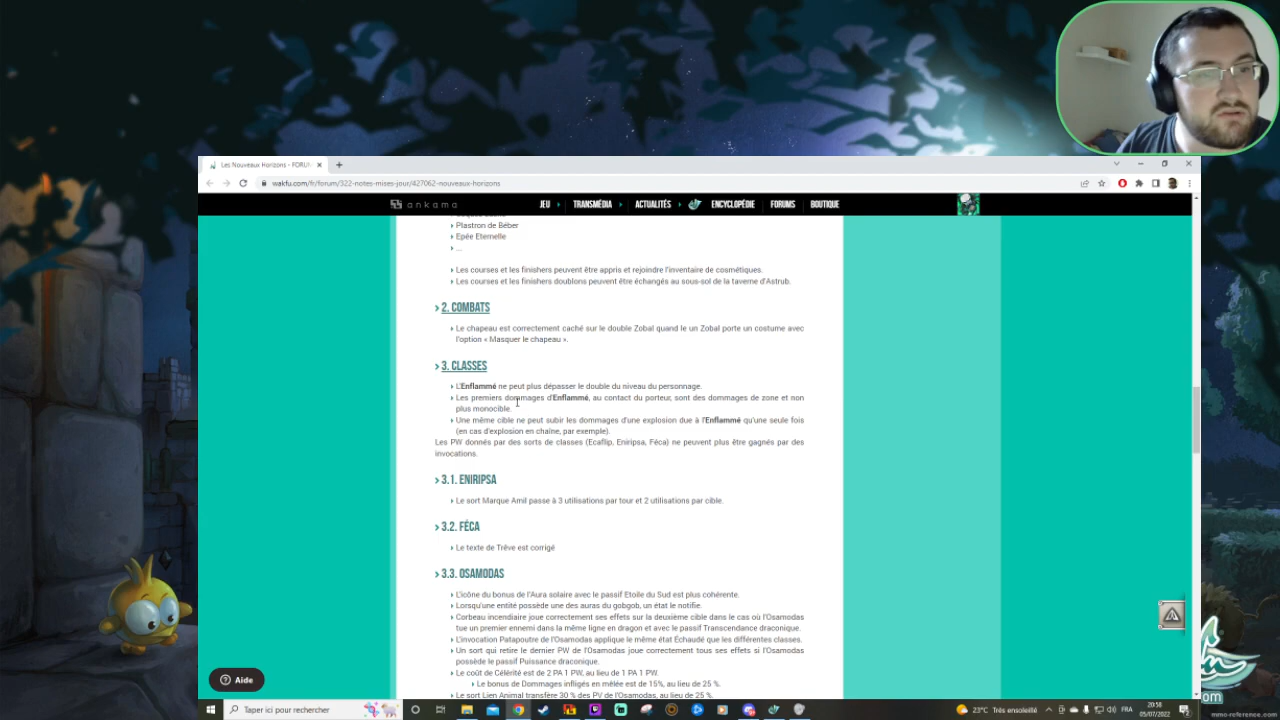 Les Nouveaux Horizons - FORUM
wakfu.com/fr/forum/322-notes-mises-jour/427062-nouveaux-horizons
ankama
JEU
TRANSMÉDIA
ACTUALITÉS
ENCYCLOPÉDIE
FORUMS
BOUTIQUE
Plastron de Béber
Epée Eternelle
...
Les courses et les finishers peuvent être appris et rejoindre l'inventaire de cosmétiques.
Les courses et les finishers doublons peuvent être échangés au sous-sol de la taverne d'Astrub.
2. COMBATS
Le chapeau est correctement caché sur le double Zobal quand le un Zobal porte un costume avec
l'option « Masquer le chapeau ».
3. CLASSES
L'Enflammé ne peut plus dépasser le double du niveau du personnage.
Les premiers dommages d'Enflammé, au contact du porteur, sont des dommages de zone et non
plus monocible.
Une même cible ne peut subir les dommages d'une explosion due à l'Enflammé qu'une seule fois
(en cas d'explosion en chaîne, par exemple).
Les PW donnés par des sorts de classes (Ecaflip, Eniripsa, Féca) ne peuvent plus être gagnés par des
invocations.
3.1. ENIRIPSA
Le sort Marque Amil passe à 3 utilisations par tour et 2 utilisations par cible.
3.2. FÉCA
Le texte de Trêve est corrigé
3.3. OSAMODAS
L'icône du bonus de l'Aura solaire avec le passif Etoile du Sud est plus cohérente.
Lorsqu'une entité possède une des auras du gobgob, un état le notifie.
Corbeau incendiaire joue correctement ses effets sur la deuxième cible dans le cas où l'Osamodas
tue un premier ennemi dans la même ligne en dragon et avec le passif Transcendance draconique.
L'invocation Patapoutre de l'Osamodas applique le même état Échaudé que les différentes classes.
Un sort qui retire le dernier PW de l'Osamodas joue correctement tous ses effets si l'Osamodas
possède le passif Puissance draconique.
Le coût de Célérité est de 2 PA 1 PW, au lieu de 1 PA 1 PW.
Le bonus de Dommages infligés en mêlée est de 15%, au lieu de 25 %.
Le sort Lien Animal transfère 30 % des PV de l'Osamodas, au lieu de 25 %.
Aide
Taper ici pour rechercher
23°C Très ensoleillé
FRA
20:58
05/07/2022
mmo-reference.com